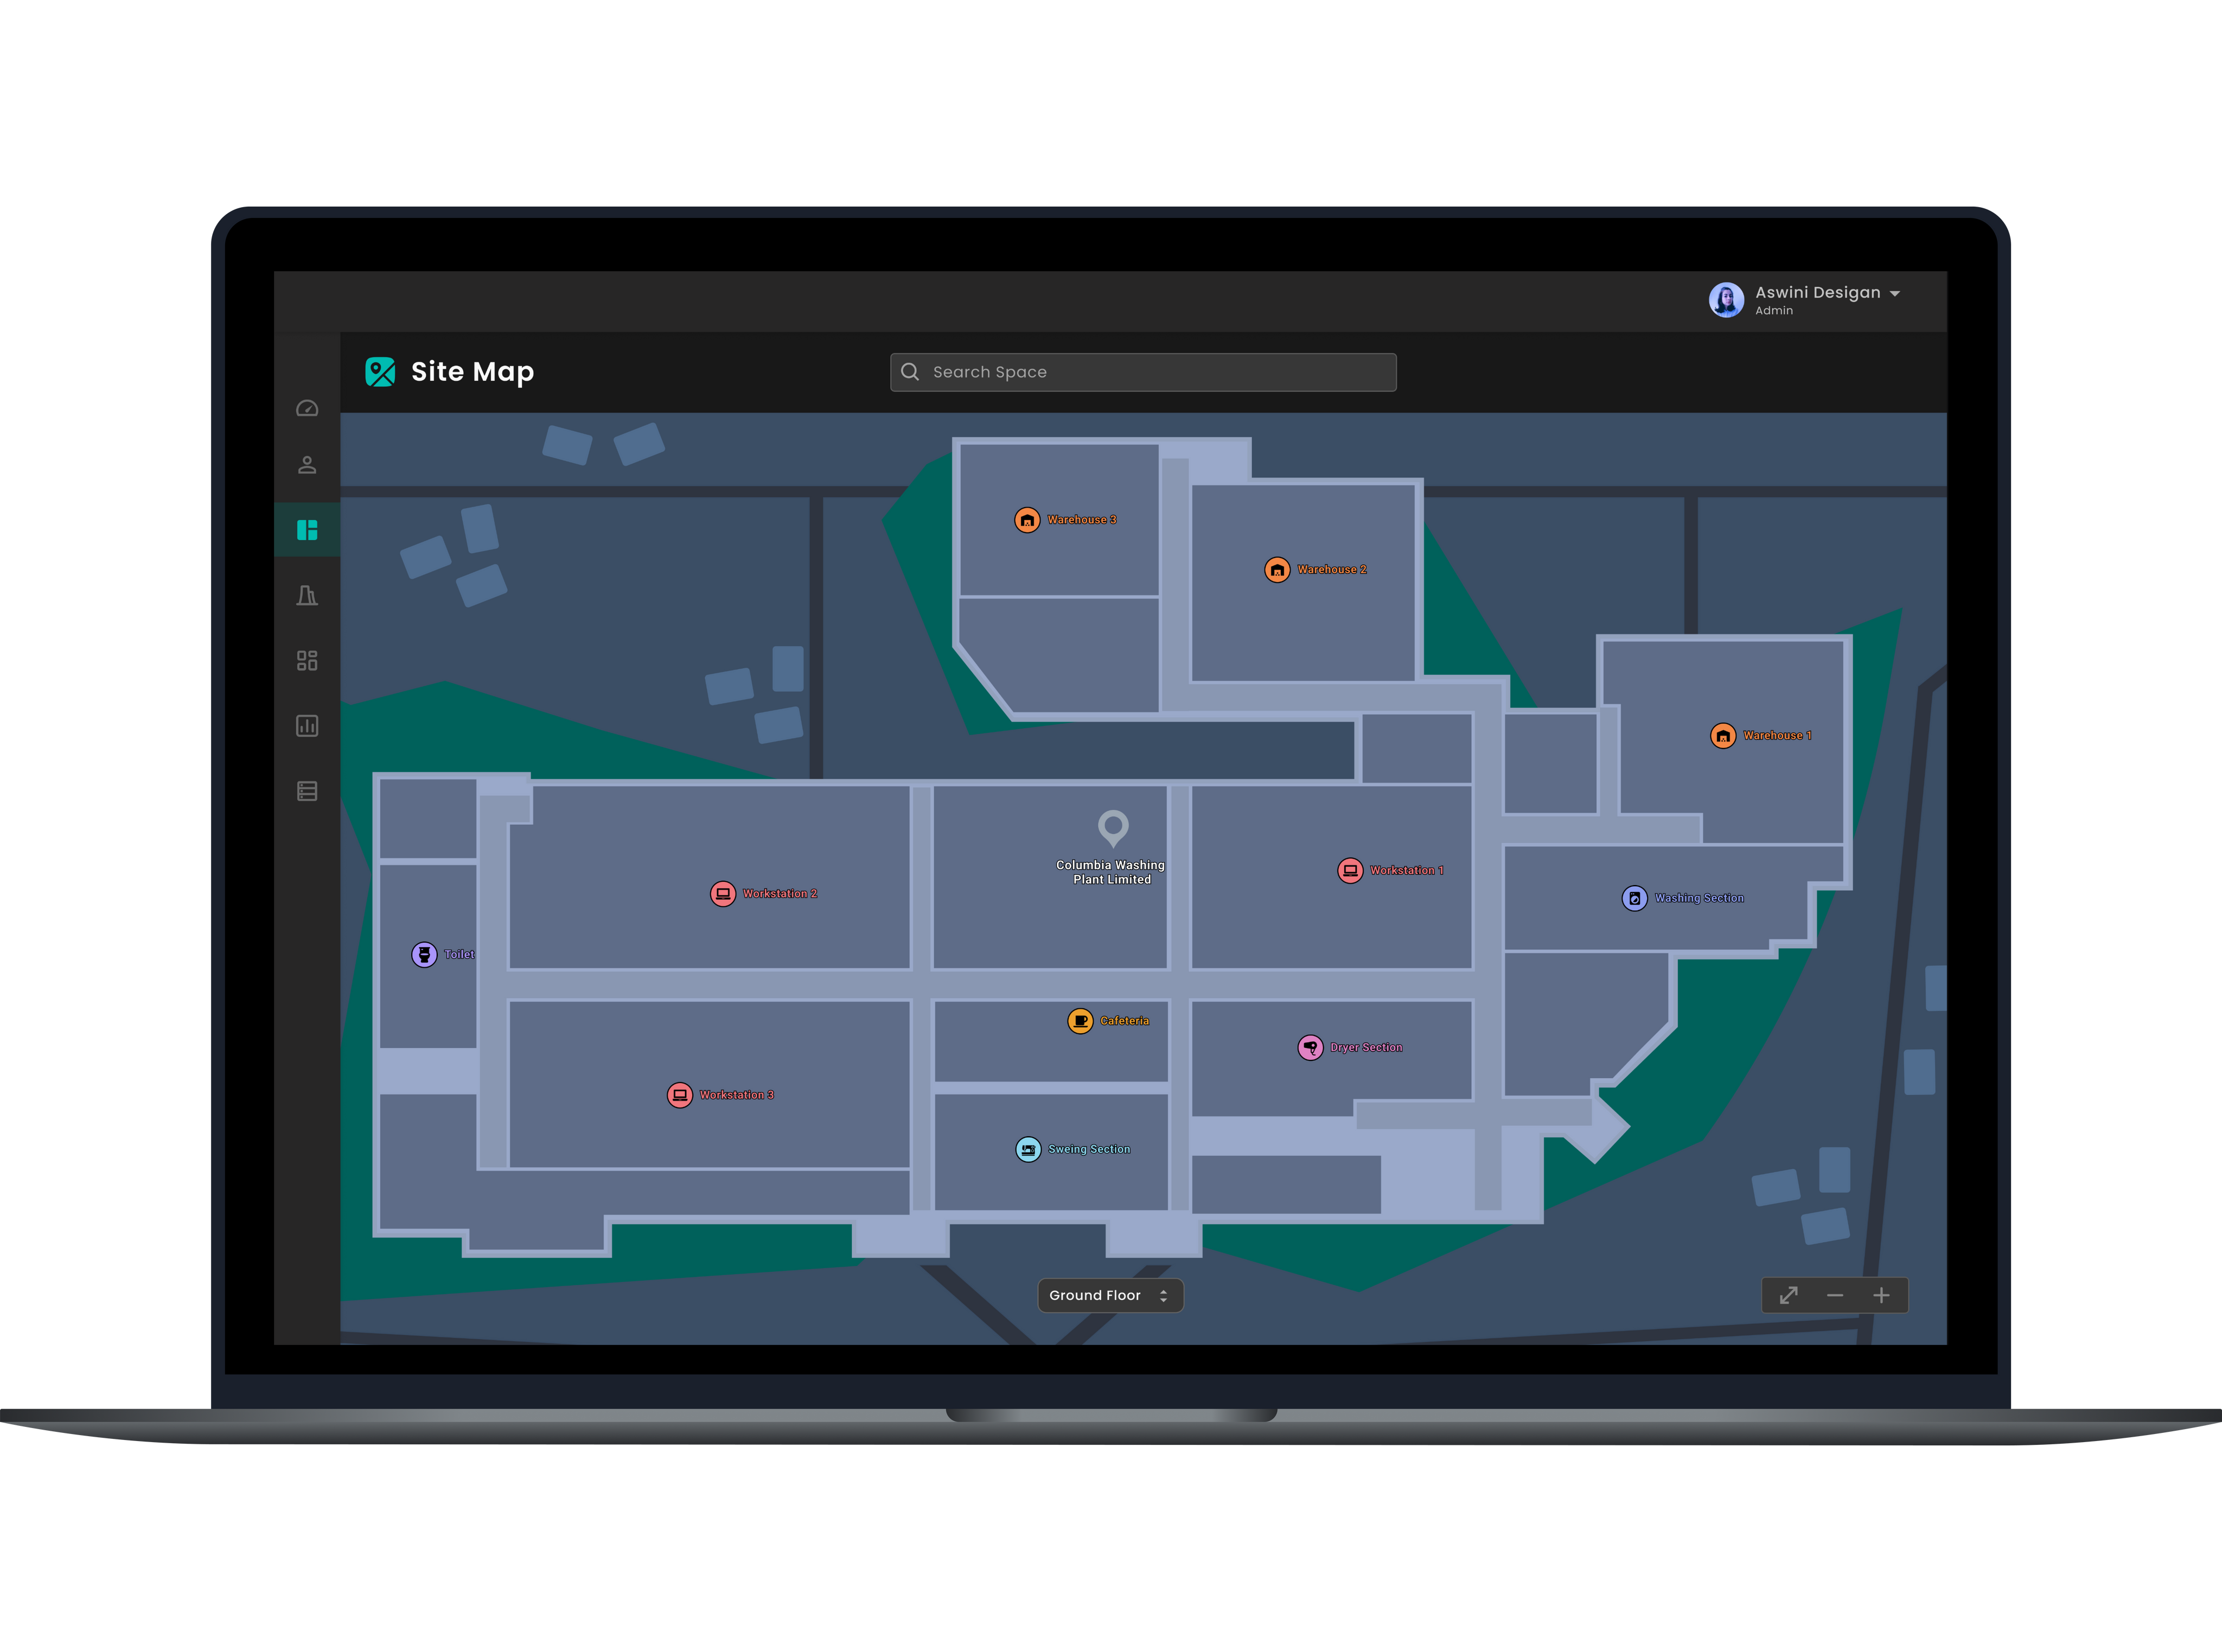 Aswini Desigan
Admin
Site Map
Search Space
Warehouse 3
Warehouse 2
Warehouse 1
Columbia Washing
Plant Limited
Workstation 1
Workstation 2
Washing Section
Toilet
Cafeteria
Dryer Section
Workstation 3
Sweing Section
Ground Floor